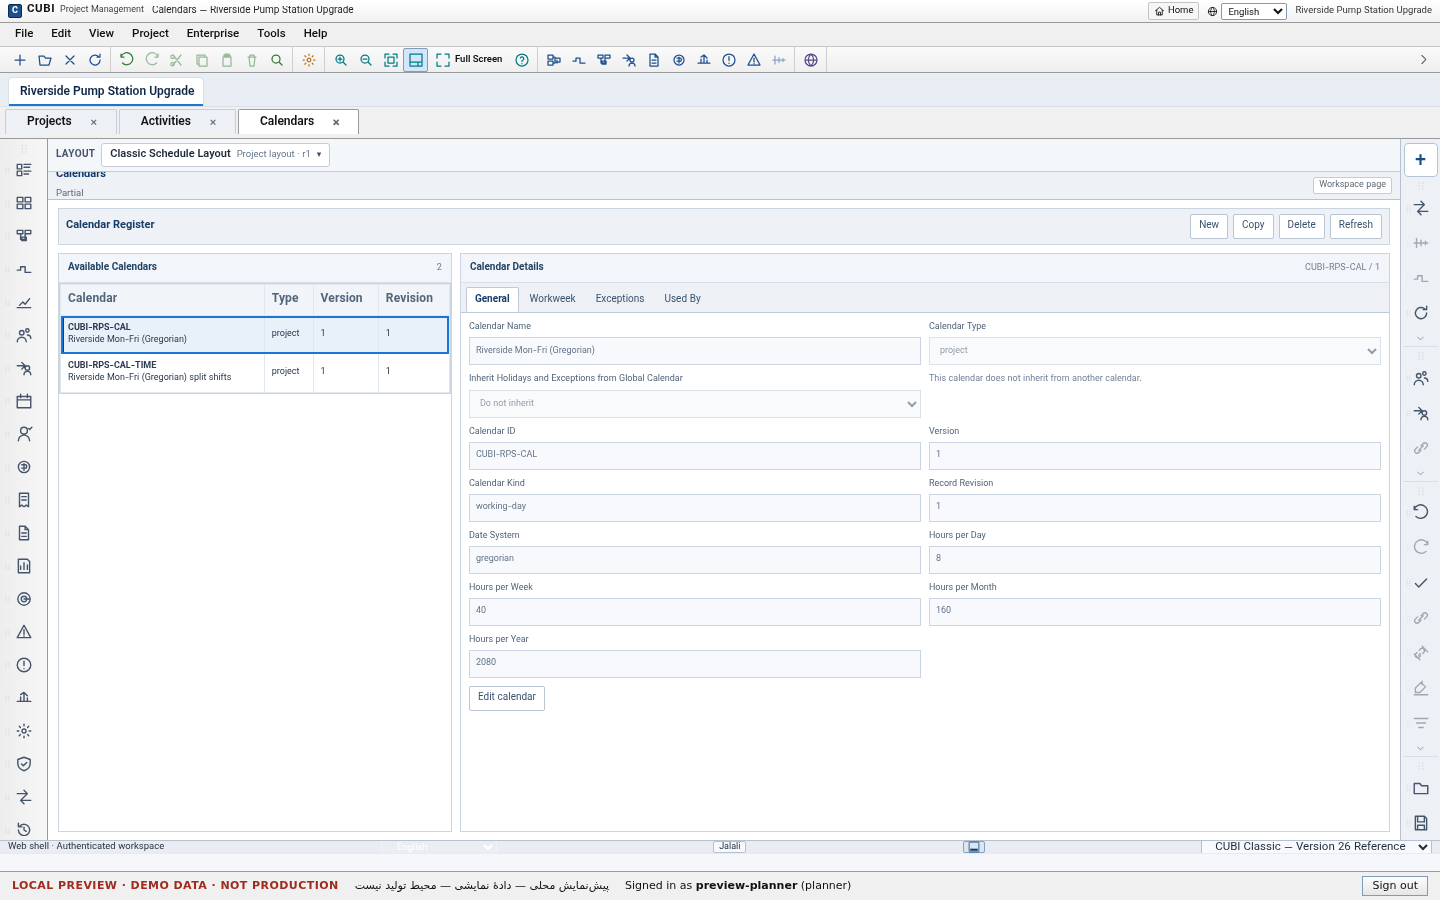 C CUBI Project Management Calendars — Riverside Pump Station Upgrade Home English Riverside Pump Station Upgrade
File Edit View Project Enterprise Tools Help
Full Screen
Riverside Pump Station Upgrade
Projects × Activities × Calendars ×
LAYOUT Classic Schedule Layout Project layout · r1
Calendars
Partial Workspace page
Calendar Register New Copy Delete Refresh
Available Calendars 2
Calendar Type Version Revision
CUBI-RPS-CAL
Riverside Mon-Fri (Gregorian) project 1 1
CUBI-RPS-CAL-TIME
Riverside Mon-Fri (Gregorian) split shifts project 1 1
Calendar Details CUBI-RPS-CAL / 1
General Workweek Exceptions Used By
Calendar Name Calendar Type
Riverside Mon-Fri (Gregorian) project
Inherit Holidays and Exceptions from Global Calendar This calendar does not inherit from another calendar.
Do not inherit
Calendar ID Version
CUBI-RPS-CAL 1
Calendar Kind Record Revision
working-day 1
Date System Hours per Day
gregorian 8
Hours per Week Hours per Month
40 160
Hours per Year
2080
Edit calendar
Web shell · Authenticated workspace English Jalali CUBI Classic — Version 26 Reference
LOCAL PREVIEW · DEMO DATA · NOT PRODUCTION پیش‌نمایش محلی — دادهٔ نمایشی — محیط تولید نیست Signed in as preview-planner (planner) Sign out